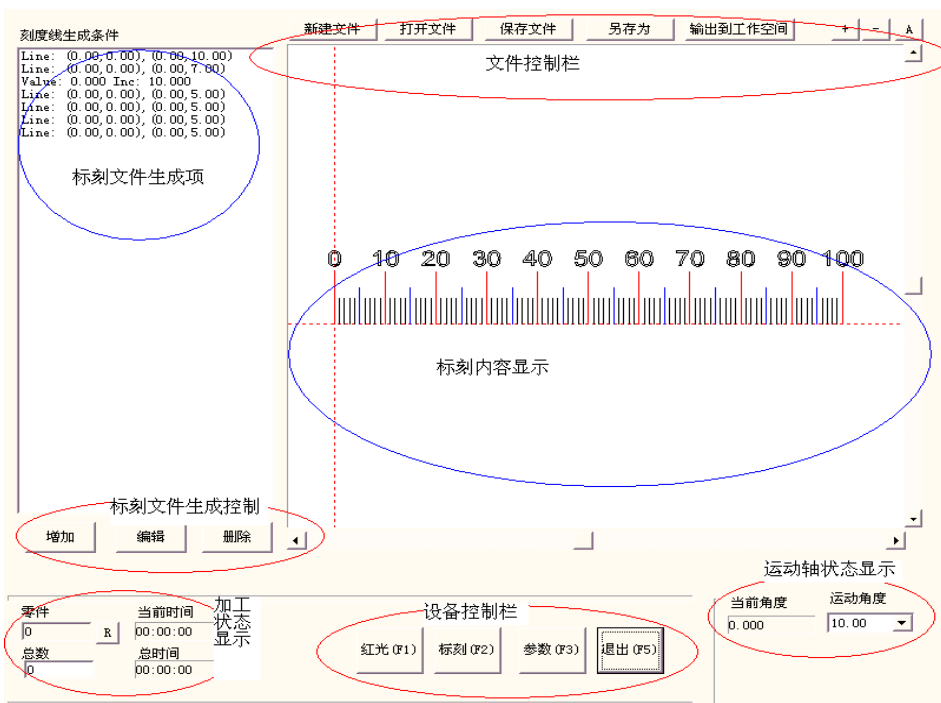 刻度线生成条件
新建文件 打开文件 保存文件 另存为 输出到工作空间 + - A
文件控制栏
Line: (0.00,0.00), (0.00,10.00)
Line: (0.00,0.00), (0.00,7.00)
Value: 0.000 Inc: 10.000
Line: (0.00,0.00), (0.00,5.00)
Line: (0.00,0.00), (0.00,5.00)
Line: (0.00,0.00), (0.00,5.00)
Line: (0.00,0.00), (0.00,5.00)
标刻文件生成项
0 10 20 30 40 50 60 70 80 90 100
标刻内容显示
标刻文件生成控制
增加 编辑 删除
运动轴状态显示
零件 当前时间
0 R 00:00:00
总数 总时间
0 00:00:00
加工
状态
显示
设备控制栏
红光(F1) 标刻(F2) 参数(F3) 退出(F5)
当前角度 运动角度
0.000 10.00